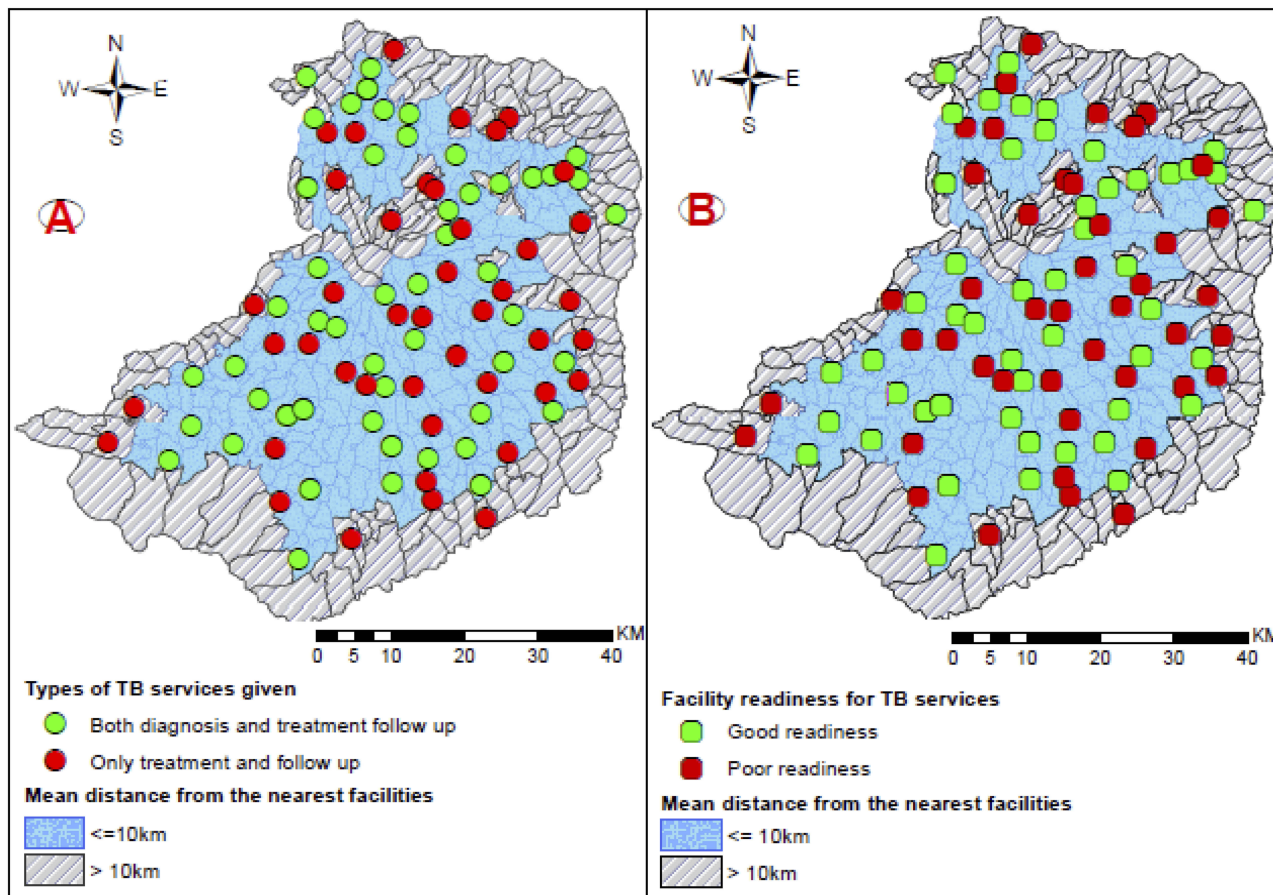 N
W E
S
A
KM
0 5 10 20 30 40
Types of TB services given
Both diagnosis and treatment follow up
Only treatment and follow up
Mean distance from the nearest facilities
<=10km
> 10km
N
W E
S
B
KM
0 5 10 20 30 40
Facility readiness for TB services
Good readiness
Poor readiness
Mean distance from the nearest facilities
<= 10km
> 10km